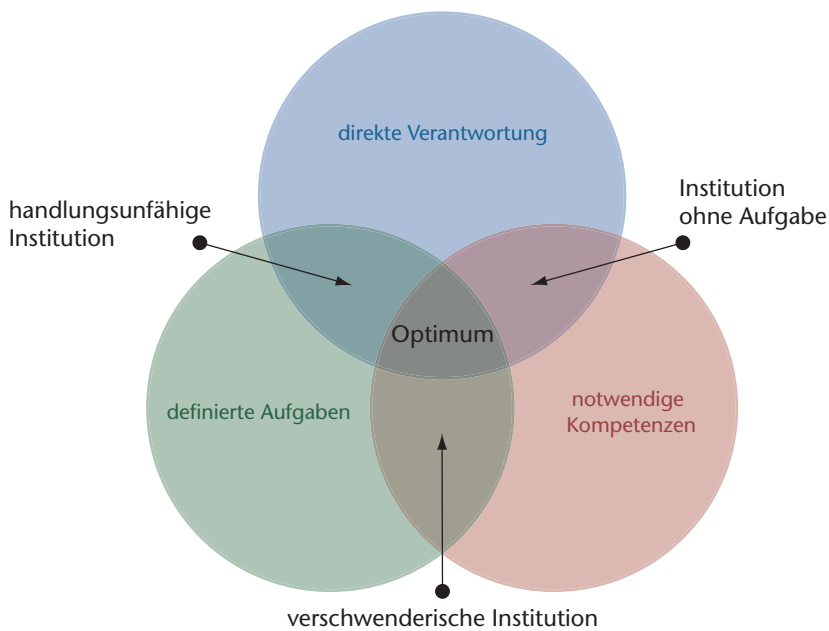 direkte Verantwortung
handlungsunfähige
Institution
Institution
ohne Aufgabe
Optimum
definierte Aufgaben
notwendige
Kompetenzen
verschwenderische Institution